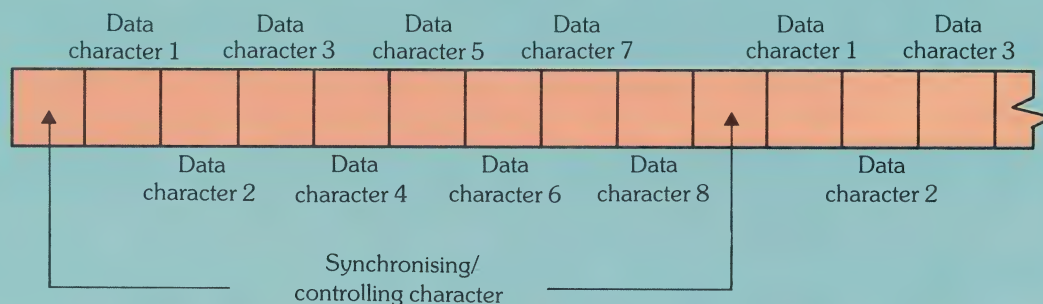 Data
character 1
Data
character 3
Data
character 5
Data
character 7
Data
character 1
Data
character 3
Data
character 2
Data
character 4
Data
character 6
Data
character 8
Data
character 2
Synchronising/
controlling character